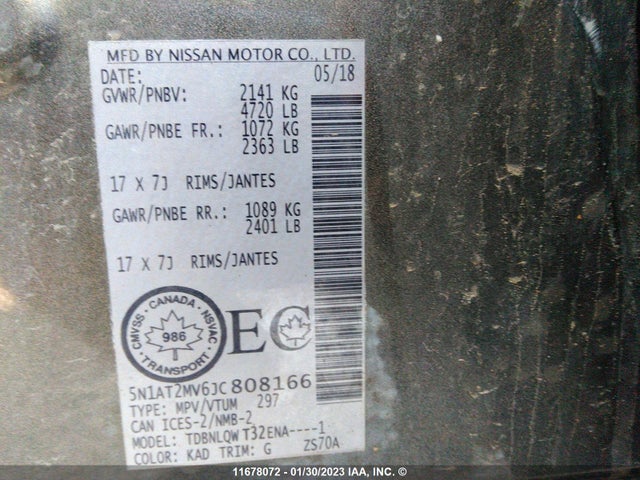 MFD BY NISSAN MOTOR CO., LTD.
DATE: 05/18
GVWR/PNBV: 2141 KG
4720 LB
GAWR/PNBE FR.: 1072 KG
2363 LB
17 X 7J RIMS/JANTES
GAWR/PNBE RR.: 1089 KG
2401 LB
17 X 7J RIMS/JANTES
CMVSS · CANADA · NSVAC
986
TRANSPORT
EC
5N1AT2MV6JC808166
TYPE: MPV/VTUM 297
CAN ICES-2/NMB-2
MODEL: TDBNLQWT32ENA----1
COLOR: KAD TRIM: G ZS70A
11678072 - 01/30/2023 IAA, INC. ©